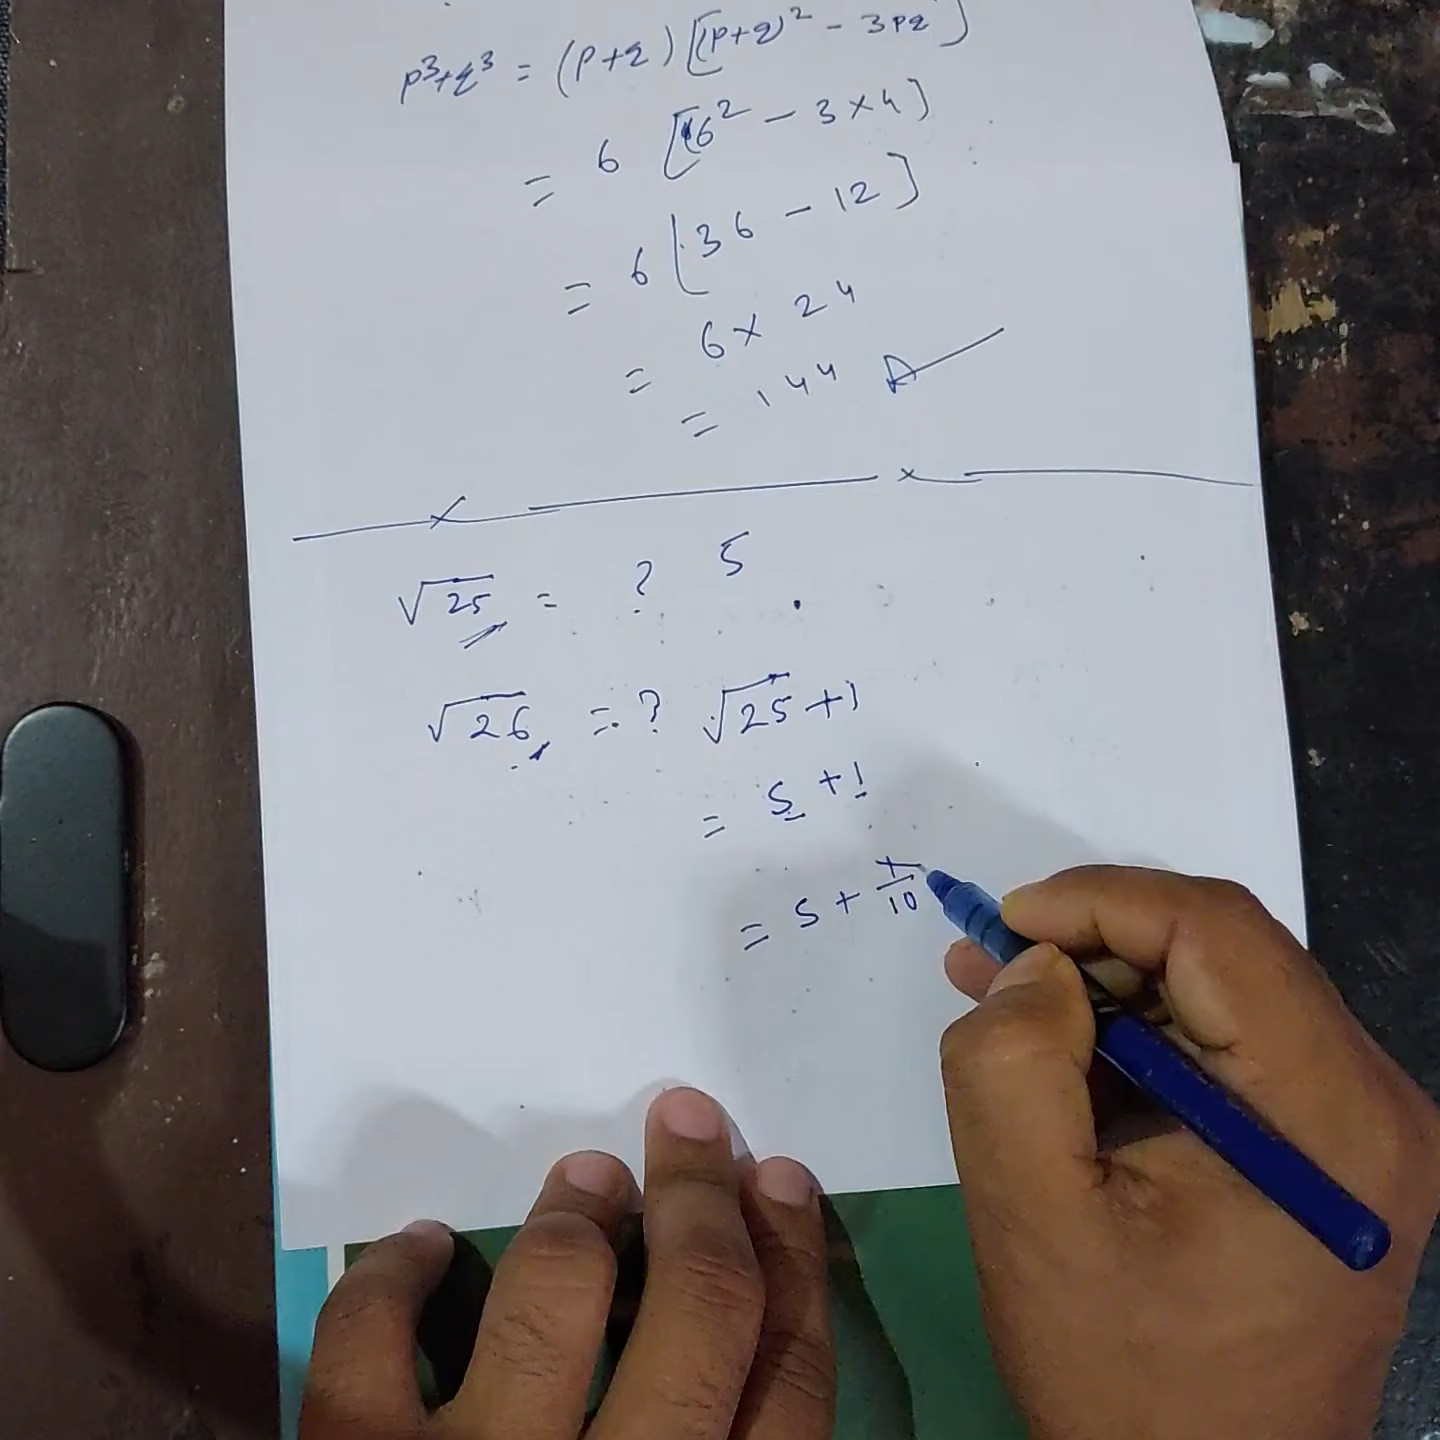 p³+q³ = (p+q) [(p+q)² - 3pq]
= 6 [(6² - 3×4]
= 6 [36 - 12]
= 6 × 24
= 144
√25 = ? 5
√26 = ? √25 + 1
= 5 + 1
= 5 + 1/10